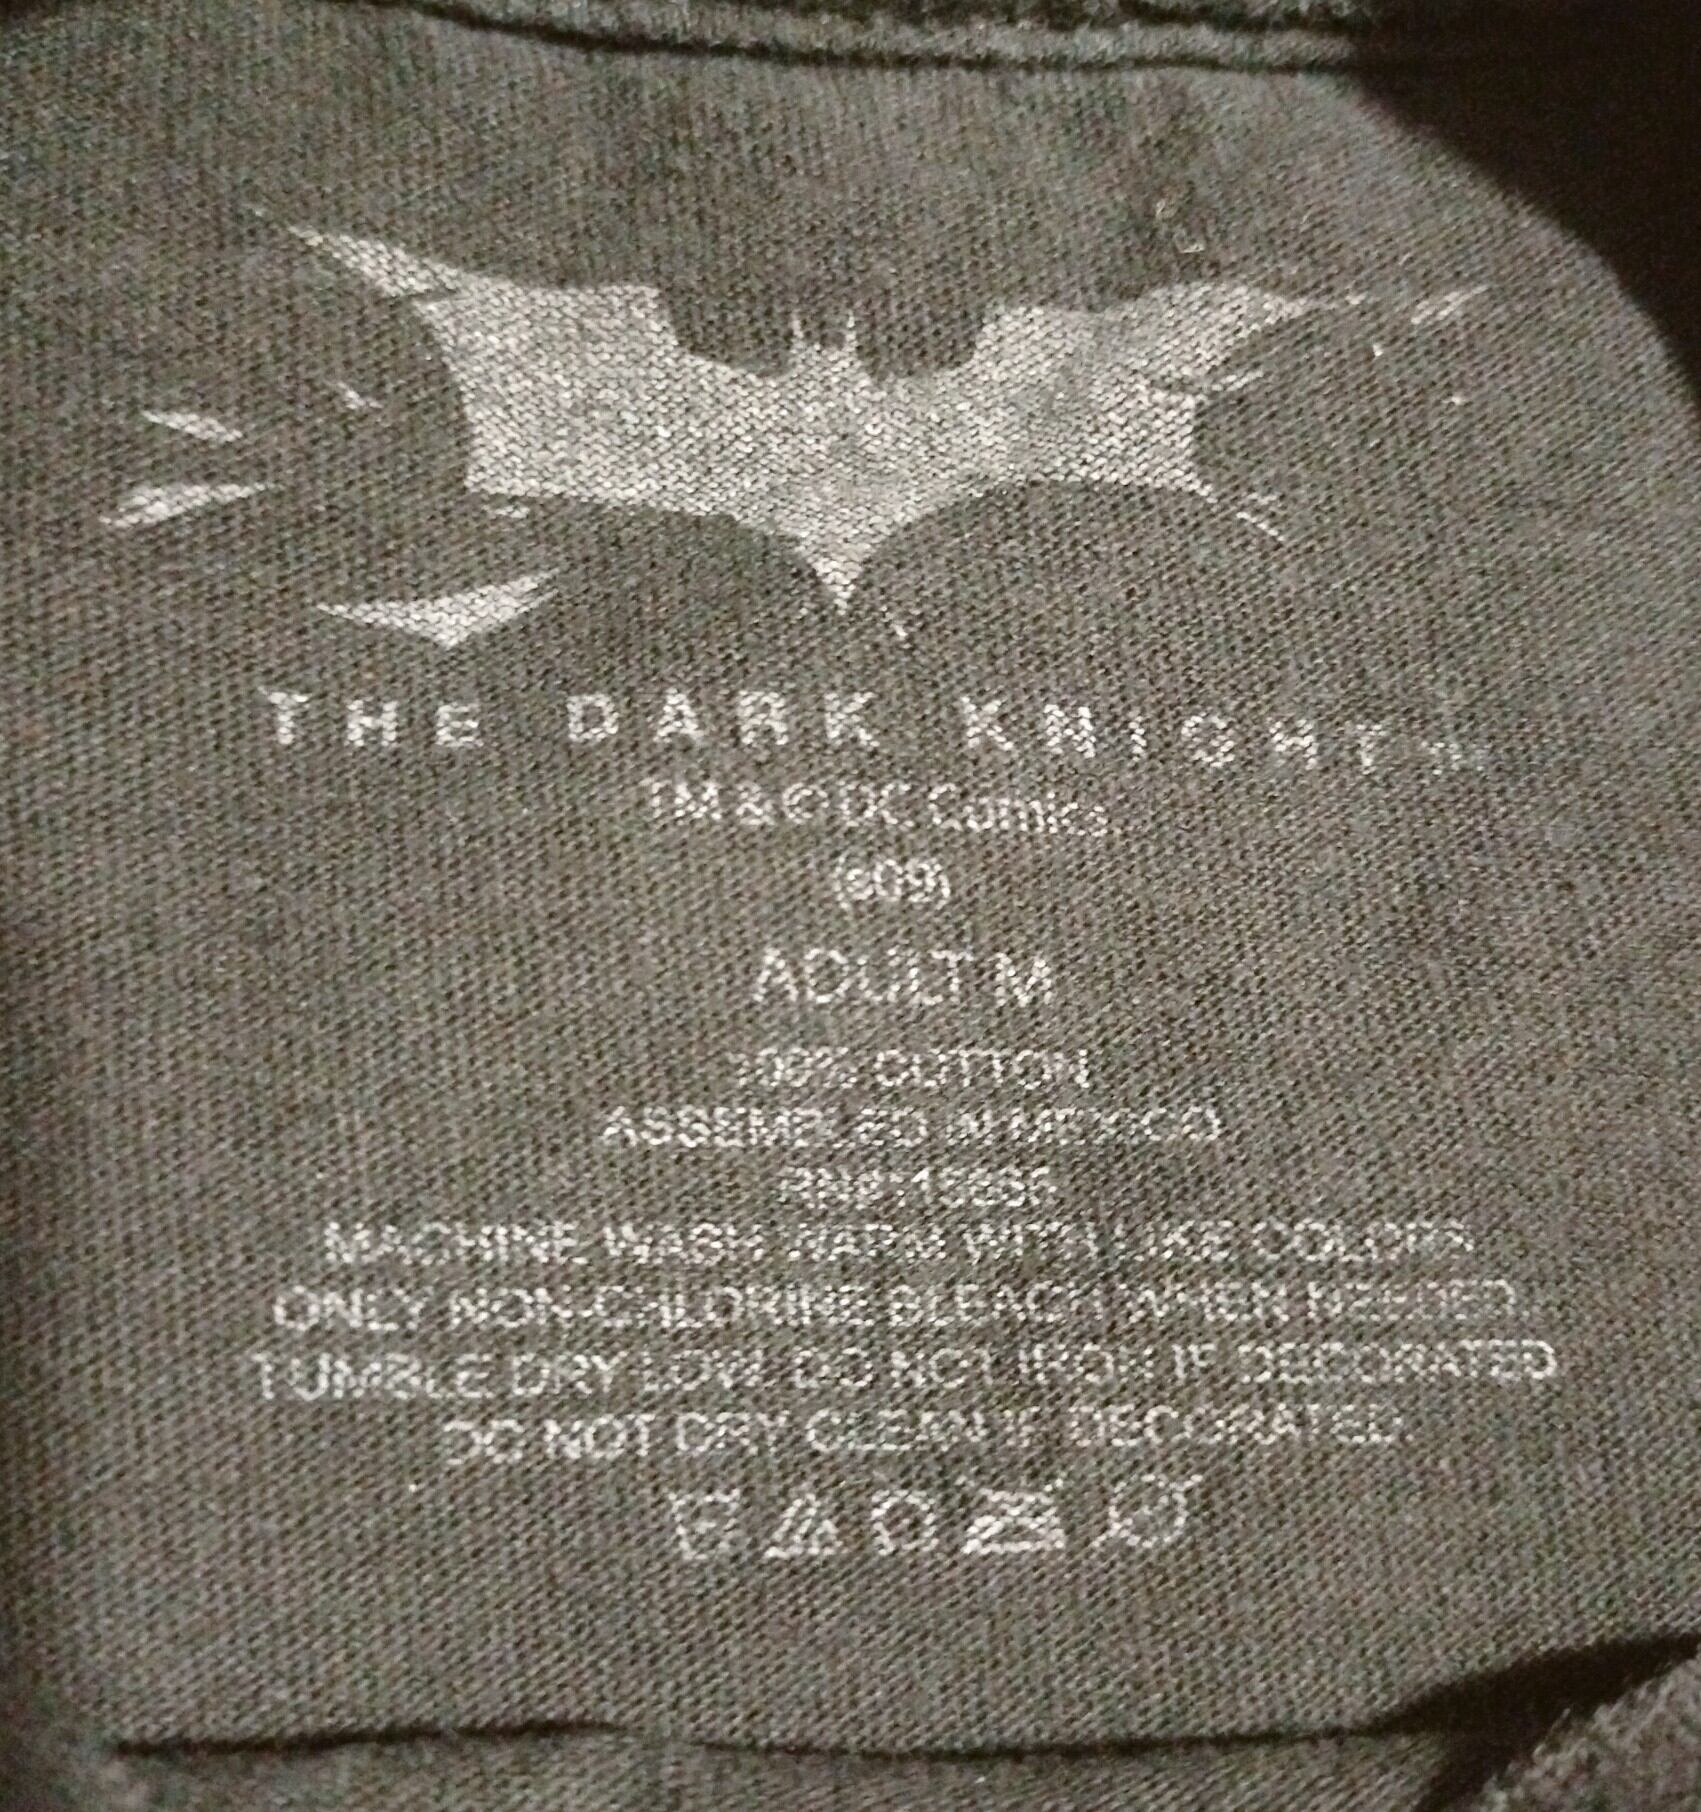 THE DARK KNIGHT
TM & © DC Comics.
(s09)
ADULT M
100% COTTON
ASSEMBLED IN MEXICO
MACHINE WASH WARM WITH LIKE COLORS
ONLY NON-CHLORINE BLEACH WHEN NEEDED.
TUMBLE DRY LOW. DO NOT IRON IF DECORATED
DO NOT DRY CLEAN IF DECORATED.